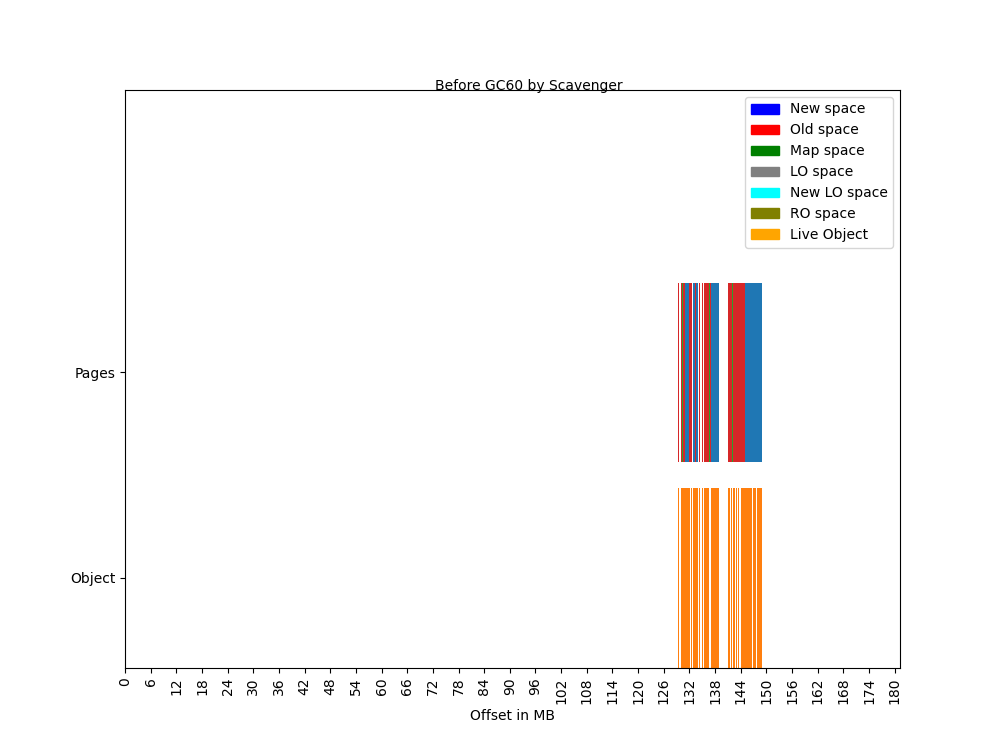 Before GC60 by Scavenger
New space
Old space
Map space
LO space
New LO space
RO space
Live Object
Pages
Object
0 6 12 18 24 30 36 42 48 54 60 66 72 78 84 90 96 102 108 114 120 126 132 138 144 150 156 162 168 174 180
Offset in MB